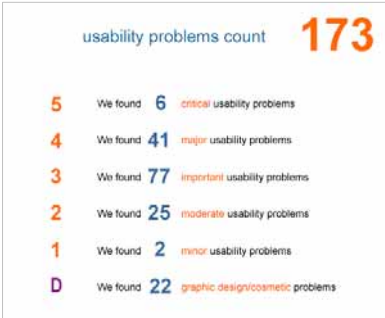 usability problems count 173
5 We found 6 critical usability problems
4 We found 41 major usability problems
3 We found 77 important usability problems
2 We found 25 moderate usability problems
1 We found 2 minor usability problems
D We found 22 graphic design/cosmetic problems